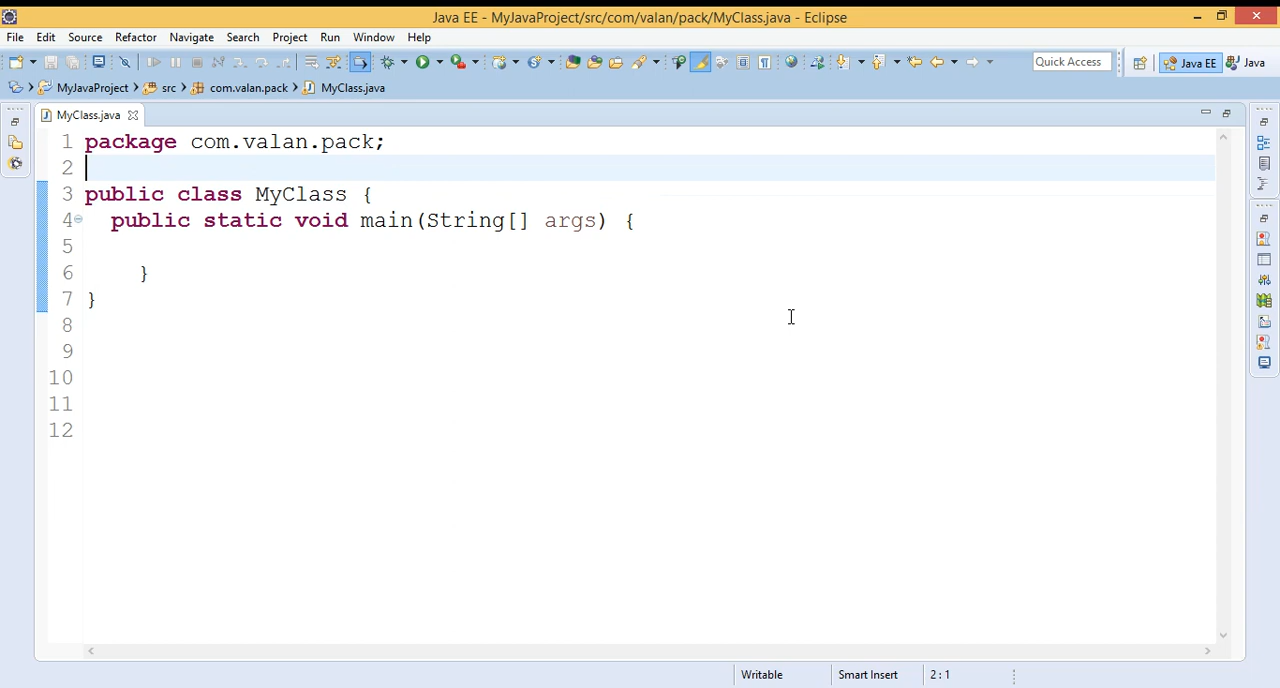 Java EE - MyJavaProject/src/com/valan/pack/MyClass.java - Eclipse
File Edit Source Refactor Navigate Search Project Run Window Help
Quick Access Java EE Java
MyJavaProject src com.valan.pack MyClass.java
MyClass.java
1 package com.valan.pack;
2
3 public class MyClass {
4 public static void main(String[] args) {
5
6 }
7 }
8
9
10
11
12
Writable Smart Insert 2 : 1